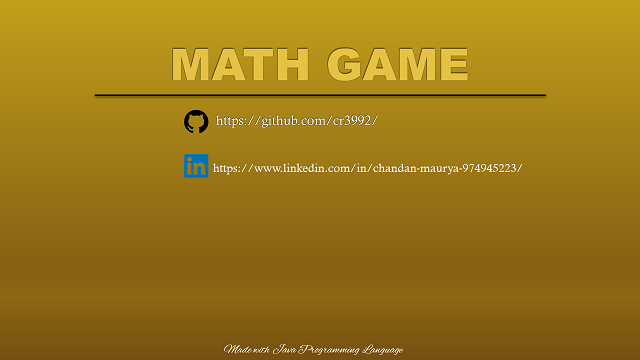 MATH GAME
https://github.com/cr3992/
in https://www.linkedin.com/in/chandan-maurya-974945223/
Made with Java Programming Language